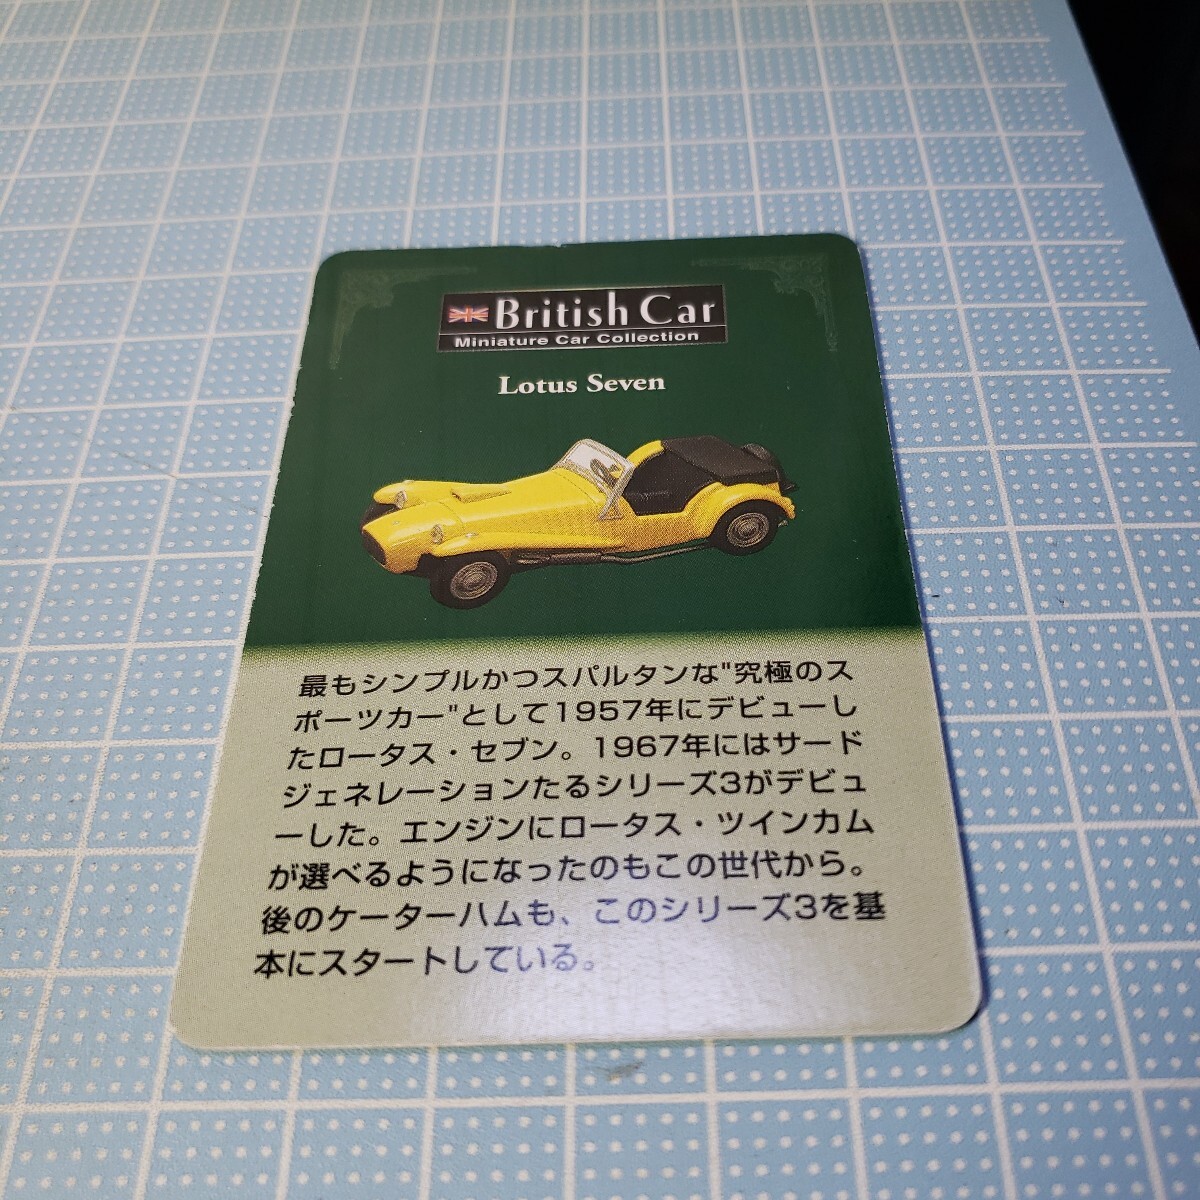 British Car
Miniature Car Collection
Lotus Seven
最もシンプルかつスパルタンな"究極のス
ポーツカー"として1957年にデビューし
たロータス・セブン。1967年にはサード
ジェネレーションたるシリーズ3がデビュ
ーした。エンジンにロータス・ツインカム
が選べるようになったのもこの世代から。
後のケーターハムも、このシリーズ3を基
本にスタートしている。